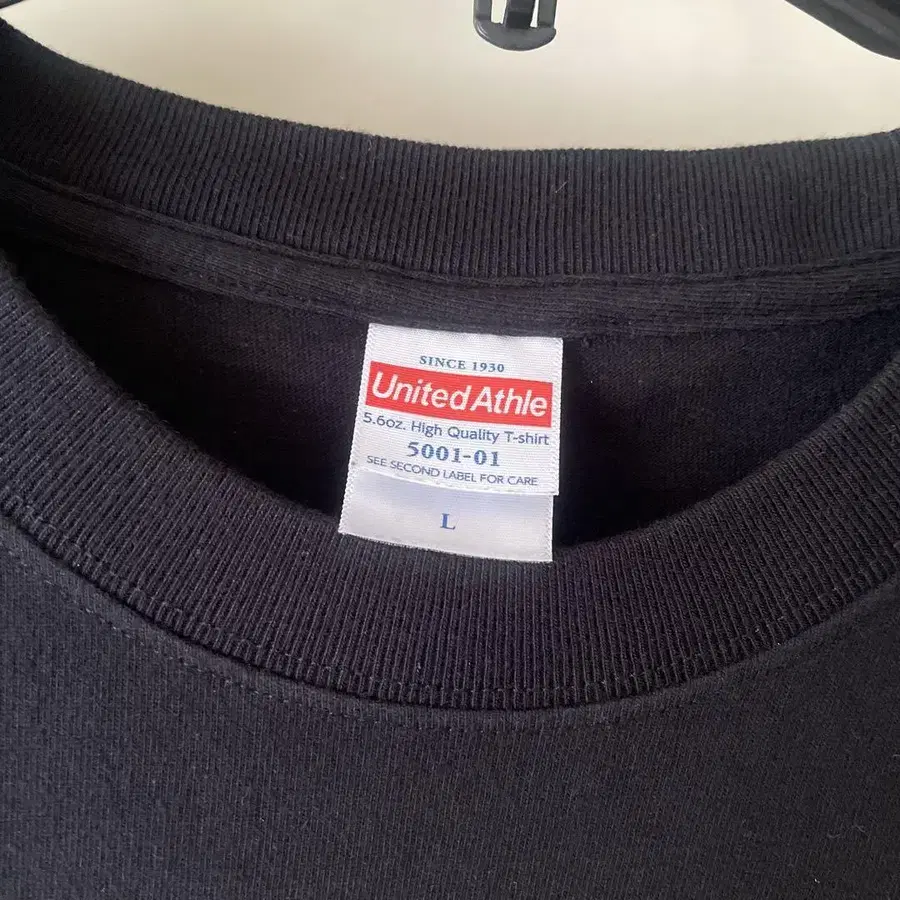 SINCE 1930
United Athle
5.6oz. High Quality T-shirt
5001-01
SEE SECOND LABEL FOR CARE
L